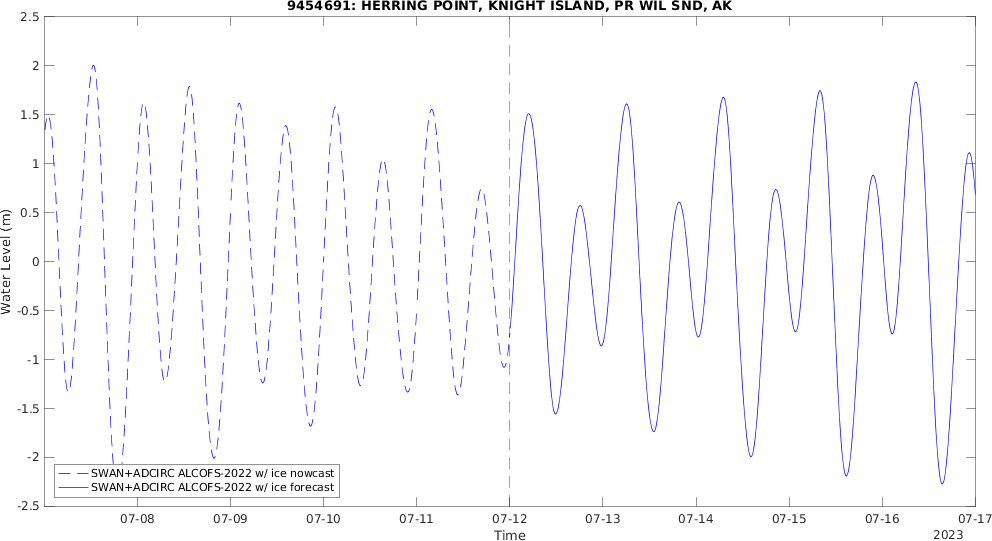 9454691: HERRING POINT, KNIGHT ISLAND, PR WIL SND, AK
2.5
2
1.5
1
0.5
0
-0.5
-1
-1.5
-2
-2.5
Water Level (m)
SWAN+ADCIRC ALCOFS-2022 w/ ice nowcast
SWAN+ADCIRC ALCOFS-2022 w/ ice forecast
07-08 07-09 07-10 07-11 07-12 07-13 07-14 07-15 07-16 07-17
Time
2023